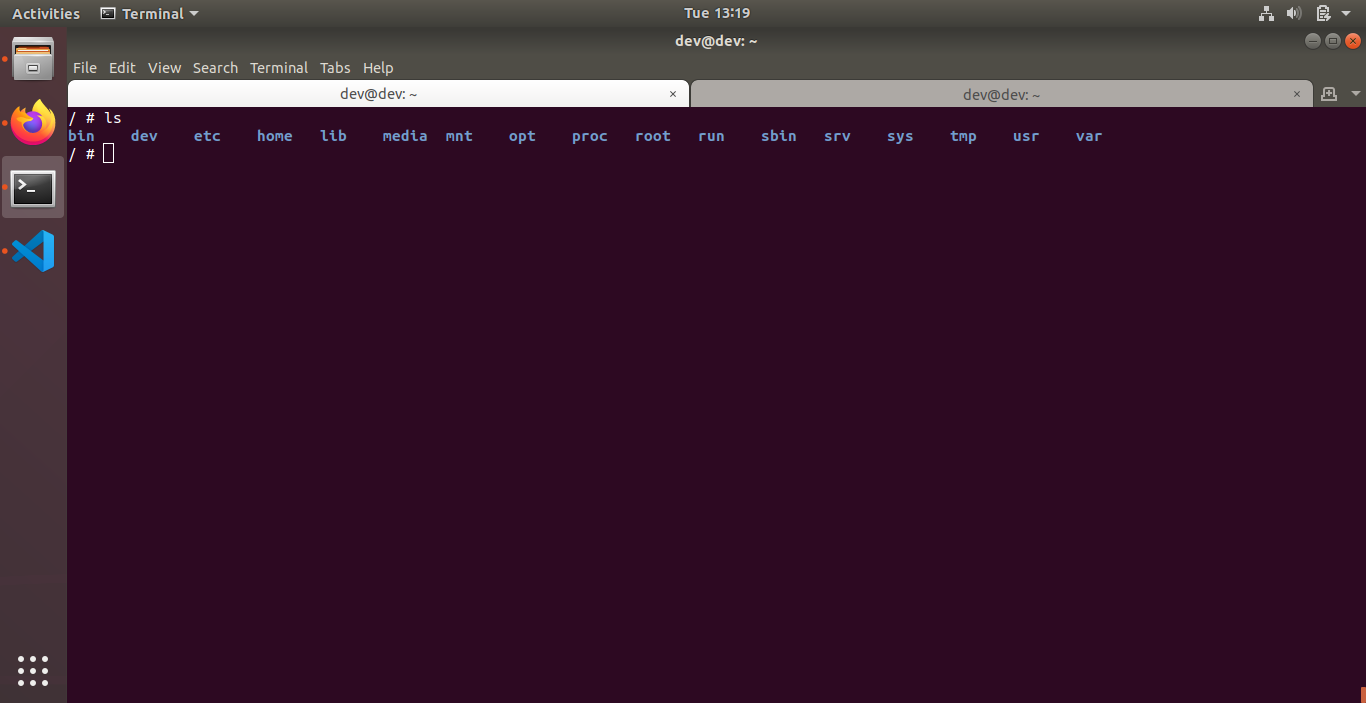 Activities Terminal Tue 13:19
dev@dev: ~
File Edit View Search Terminal Tabs Help
dev@dev: ~ × dev@dev: ~ ×
/ # ls
bin dev etc home lib media mnt opt proc root run sbin srv sys tmp usr var
/ #